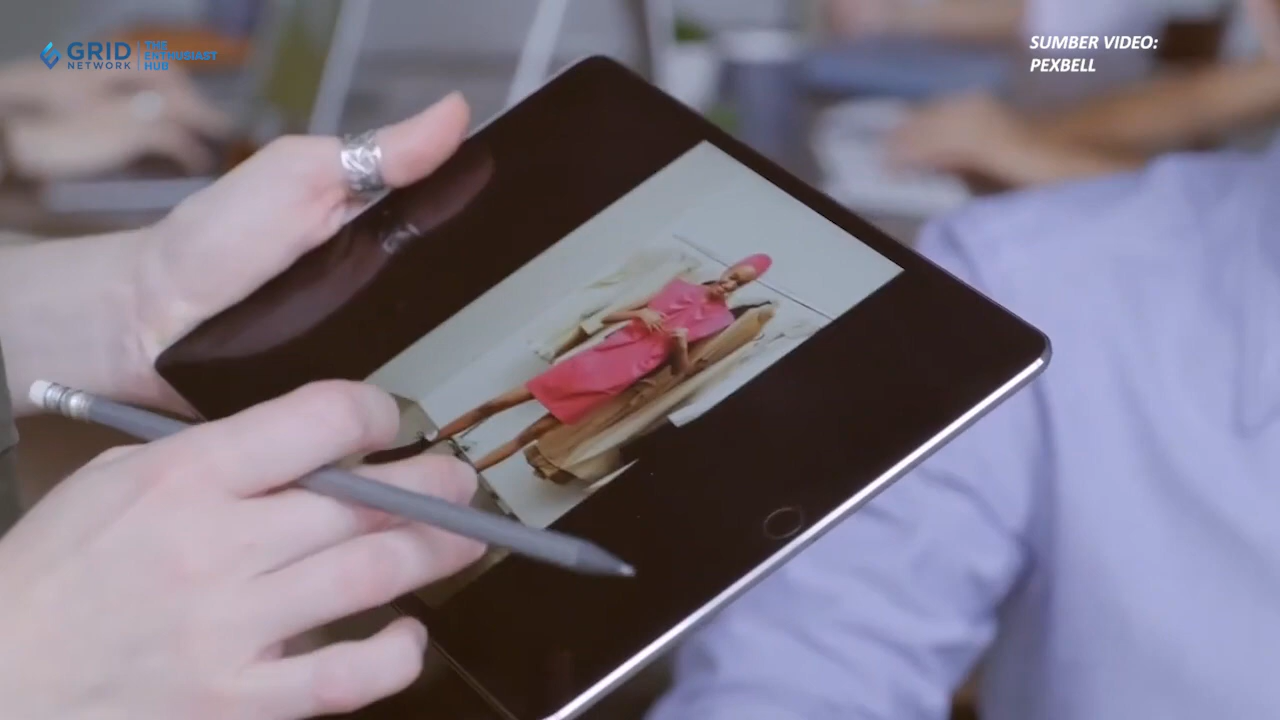 GRID
NETWORK
THE
ENTHUSIAST
HUB
SUMBER VIDEO:
PEXBELL